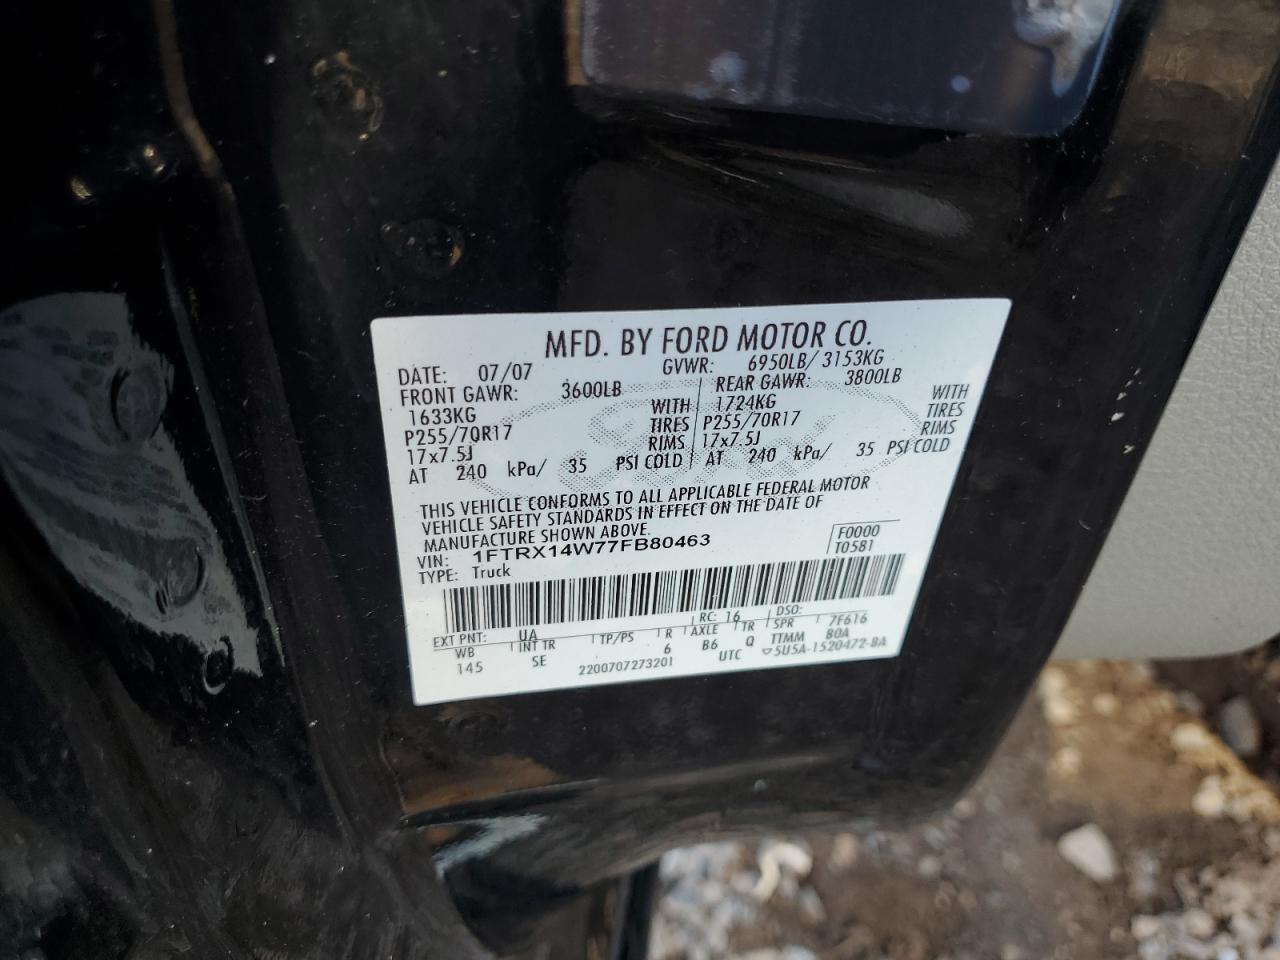 MFD. BY FORD MOTOR CO.
DATE: 07/07 GVWR: 6950LB/ 3153KG
FRONT GAWR: 3600LB REAR GAWR: 3800LB
1633KG WITH 1724KG WITH
P255/70R17 TIRES P255/70R17 TIRES
17x7.5J RIMS 17x7.5J RIMS
AT 240 kPa/ 35 PSI COLD AT 240 kPa/ 35 PSI COLD
THIS VEHICLE CONFORMS TO ALL APPLICABLE FEDERAL MOTOR
VEHICLE SAFETY STANDARDS IN EFFECT ON THE DATE OF
MANUFACTURE SHOWN ABOVE.
VIN: 1FTRX14W77FB80463 F0000
TYPE: Truck T0581
EXT PNT: UA RC: 16 DSO:
WB INT TR TP/PS R AXLE TR SPR 7F616
145 SE 6 B6 Q TTMM B0A
2200707273201 UTC ▽5U5A-1520472-BA